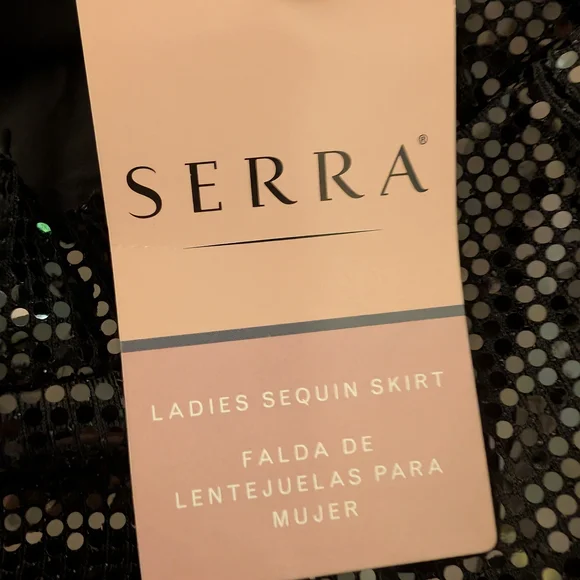 SERRA®
LADIES SEQUIN SKIRT
FALDA DE
LENTEJUELAS PARA
MUJER